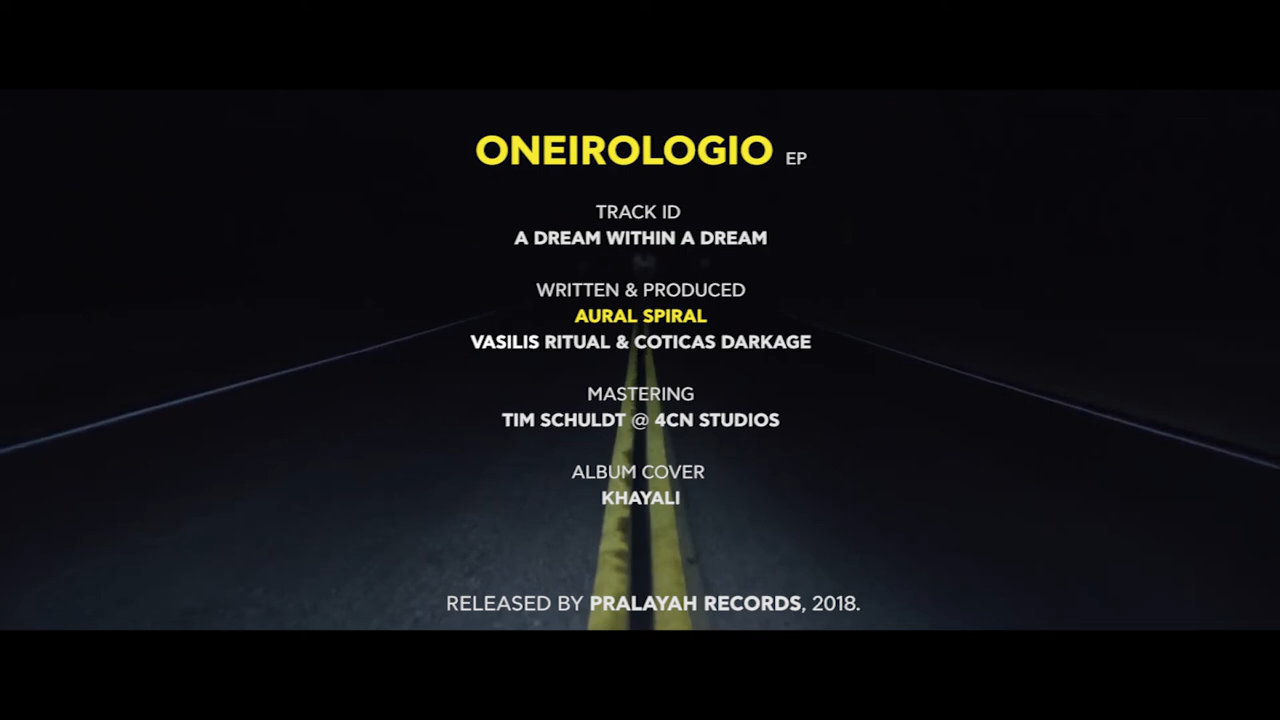 ONEIROLOGIO EP
TRACK ID
A DREAM WITHIN A DREAM
WRITTEN & PRODUCED
AURAL SPIRAL
VASILIS RITUAL & COTICAS DARKAGE
MASTERING
TIM SCHULDT @ 4CN STUDIOS
ALBUM COVER
KHAYALI
RELEASED BY PRALAYAH RECORDS, 2018.